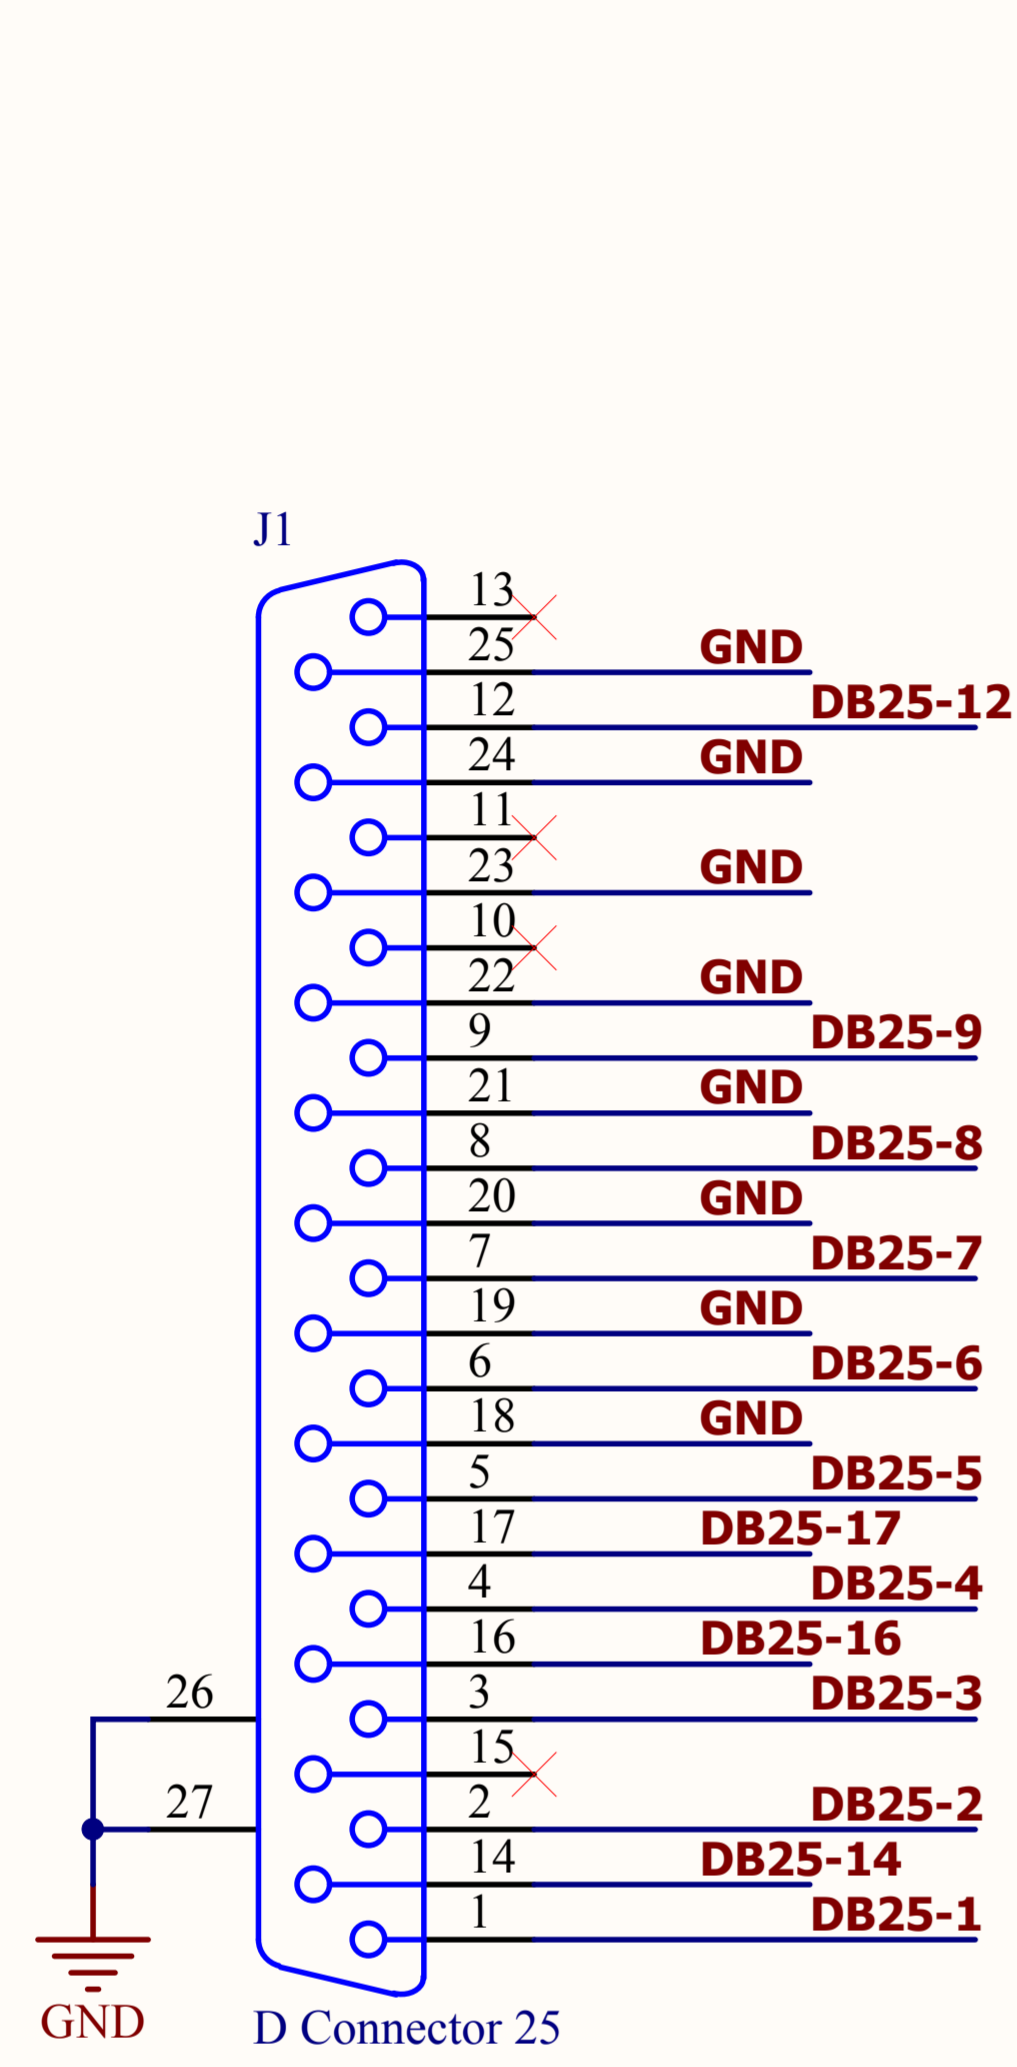 J1
13
25 GND
12 DB25-12
24 GND
11
23 GND
10
22 GND
9 DB25-9
21 GND
8 DB25-8
20 GND
7 DB25-7
19 GND
6 DB25-6
18 GND
5 DB25-5
17 DB25-17
4 DB25-4
16 DB25-16
26 3 DB25-3
15
27 2 DB25-2
14 DB25-14
1 DB25-1
GND D Connector 25